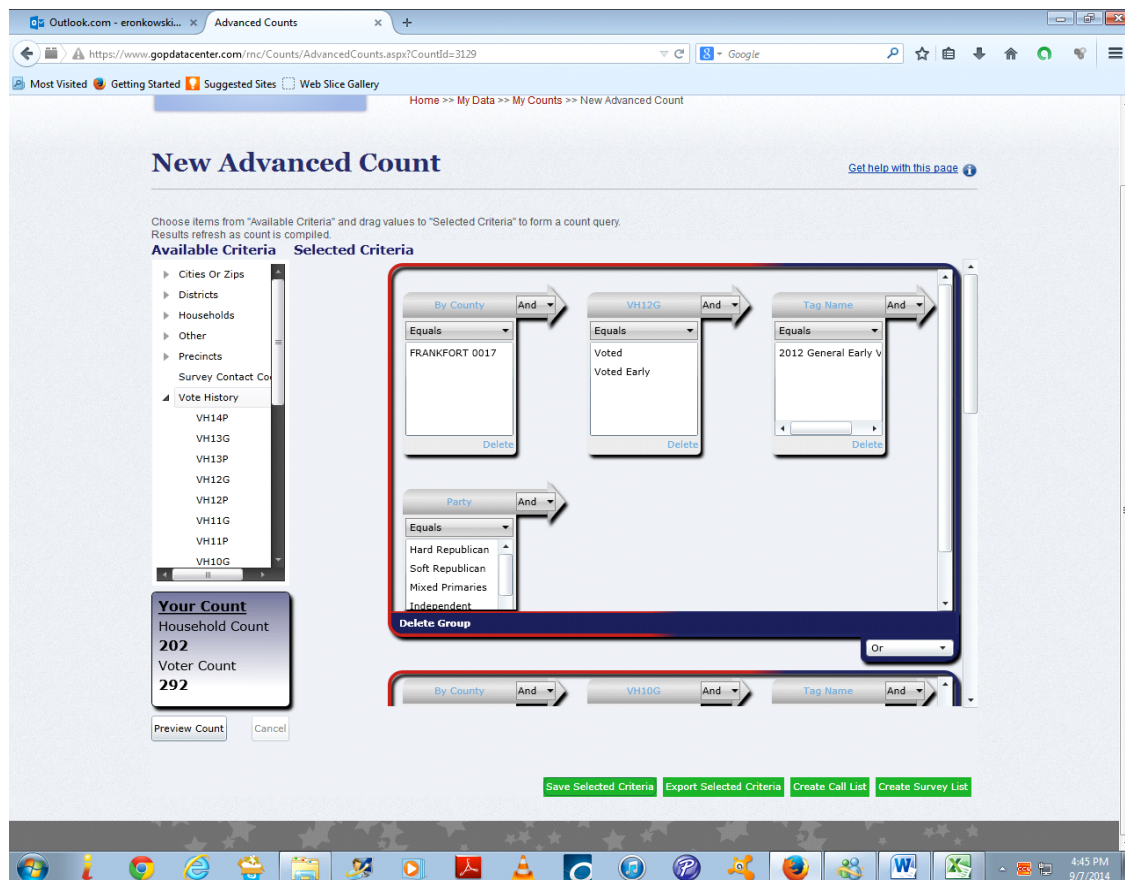 Outlook.com - eronkowski...
Advanced Counts
https://www.gopdatacenter.com/rnc/Counts/AdvancedCounts.aspx?CountId=3129
8 Google
Most Visited Getting Started Suggested Sites Web Slice Gallery
Home >> My Data >> My Counts >> New Advanced Count
New Advanced Count
Get help with this page
Choose items from "Available Criteria" and drag values to "Selected Criteria" to form a count query.
Results refresh as count is compiled.
Available Criteria Selected Criteria
Cities Or Zips
Districts
Households
Other
Precincts
Survey Contact Co
Vote History
VH14P
VH13G
VH13P
VH12G
VH12P
VH11G
VH11P
VH10G
By County And
Equals
FRANKFORT 0017
Delete
VH12G And
Equals
Voted
Voted Early
Delete
Tag Name And
Equals
2012 General Early V
Delete
Party And
Equals
Hard Republican
Soft Republican
Mixed Primaries
Independent
Delete Group
Or
By County And VH10G And Tag Name And
Your Count
Household Count
202
Voter Count
292
Preview Count Cancel
Save Selected Criteria Export Selected Criteria Create Call List Create Survey List
4:45 PM
9/7/2014